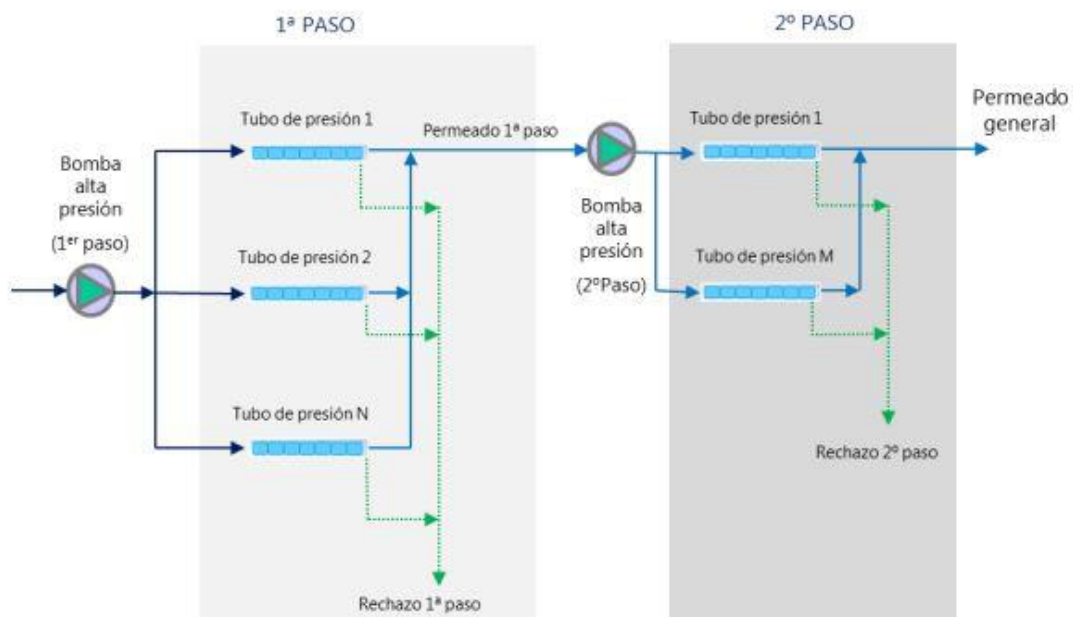 1ª PASO
2º PASO
Tubo de presión 1
Permeado 1ª paso
Tubo de presión 1
Permeado
general
Bomba
alta
presión
(1er paso)
Bomba
alta
presión
(2ºPaso)
Tubo de presión 2
Tubo de presión M
Tubo de presión N
Rechazo 2º paso
Rechazo 1ª paso